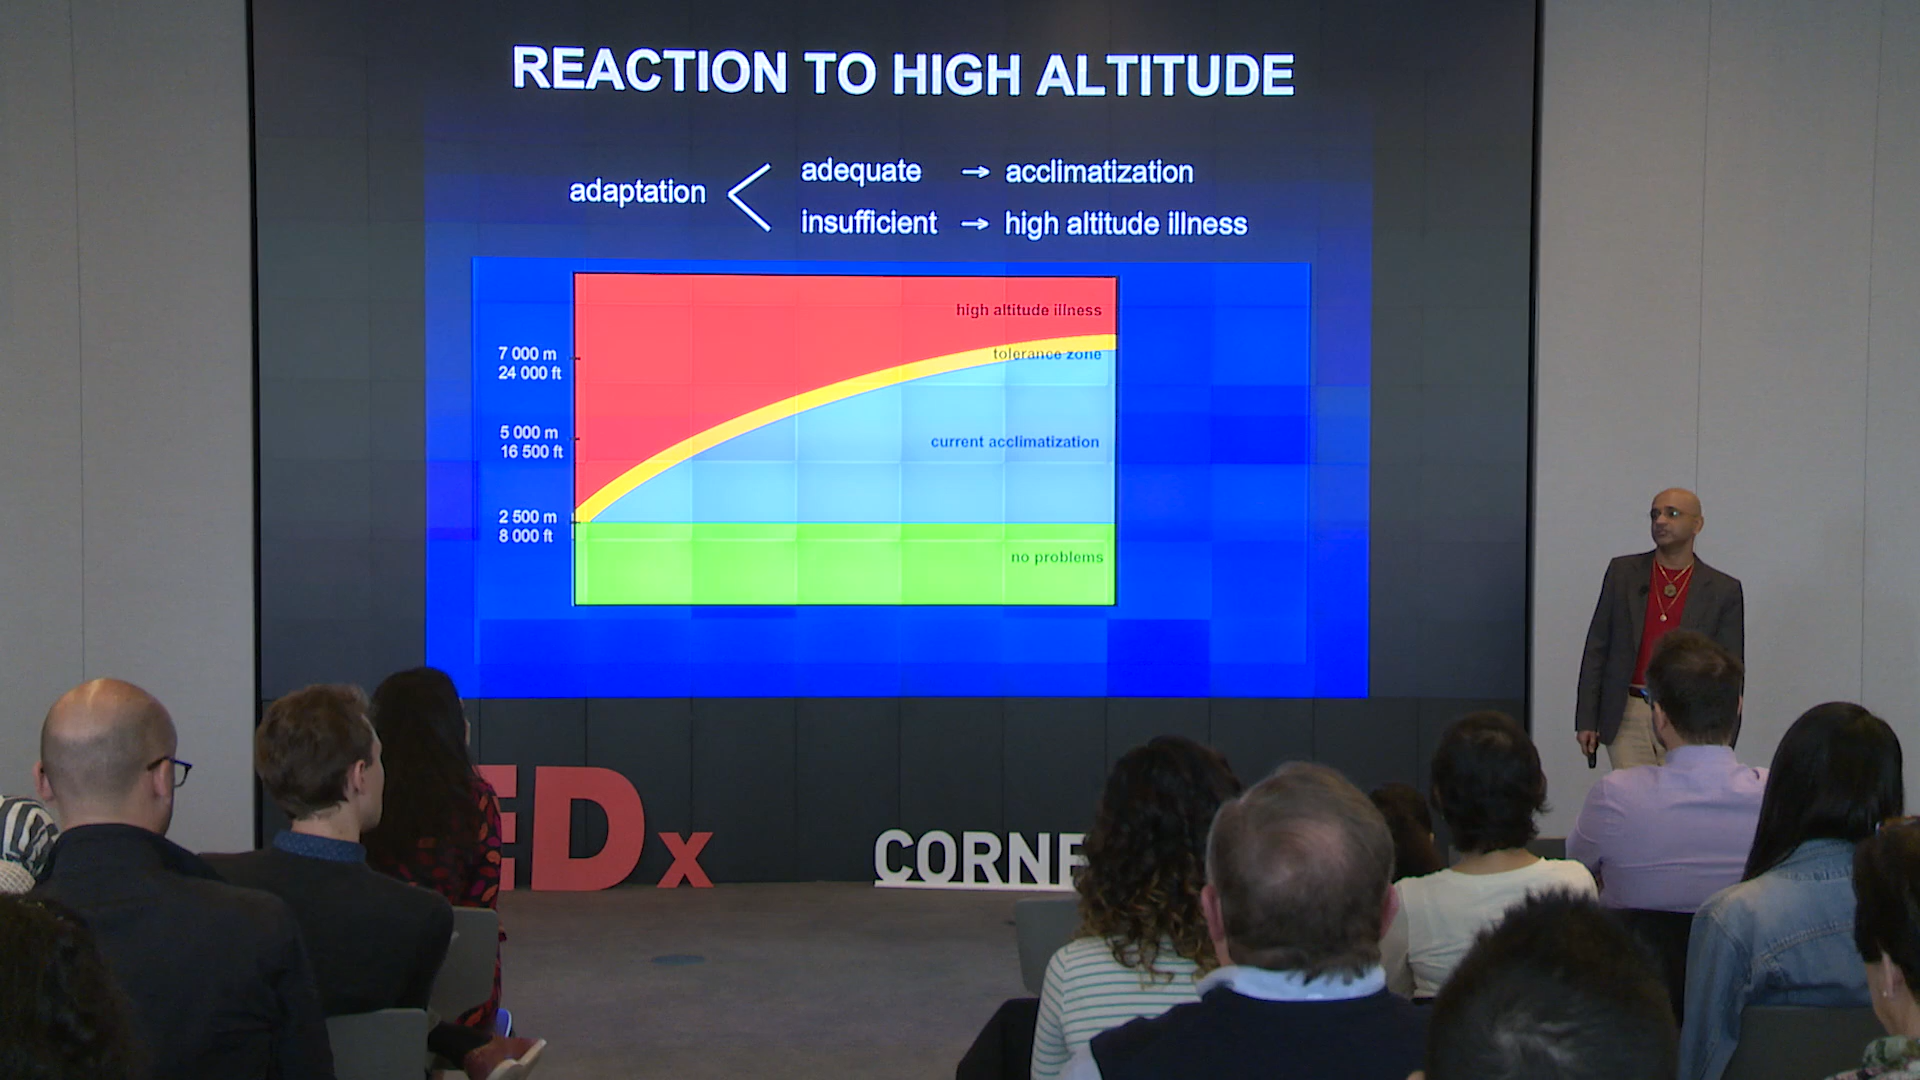 REACTION TO HIGH ALTITUDE
adaptation
adequate → acclimatization
insufficient → high altitude illness
high altitude illness
7 000 m
24 000 ft
tolerance zone
5 000 m
16 500 ft
current acclimatization
2 500 m
8 000 ft
no problems
EDx
CORNE